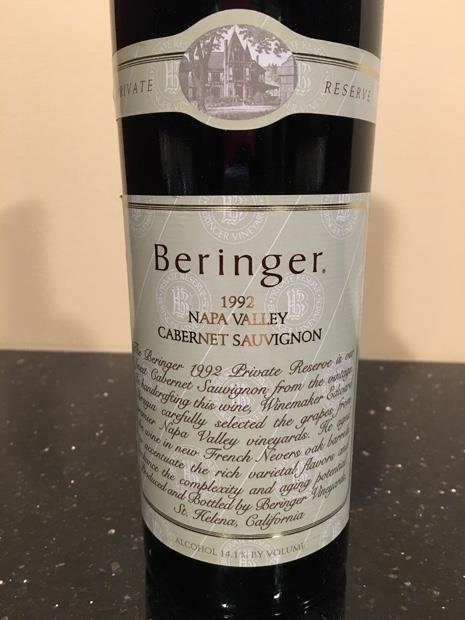 PRIVATE RESERVE
Beringer
1992
NAPA VALLEY
CABERNET SAUVIGNON
The Beringer 1992 Private Reserve is our
Cabernet Sauvignon from the vintage.
handcrafting this wine, Winemaker
carefully selected the grapes from
Napa Valley vineyards. He
wine in new French Nevers oak barrels
accentuate the rich varietal flavors and
the complexity and aging potential.
Produced and Bottled by Beringer Vineyards,
St. Helena, California
ALCOHOL 14.1% BY VOLUME